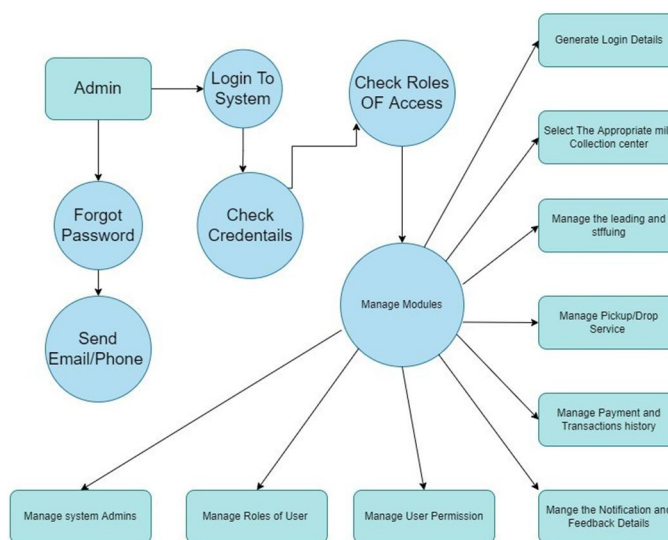 Admin
Login To
System
Check Roles
OF Access
Generate Login Details
Select The Appropriate mil
Collection center
Forgot
Password
Check
Credentails
Manage the leading and
stffuing
Manage Modules
Manage Pickup/Drop
Service
Send
Email/Phone
Manage Payment and
Transactions history
Manage system Admins
Manage Roles of User
Manage User Permission
Mange the Notification and
Feedback Details